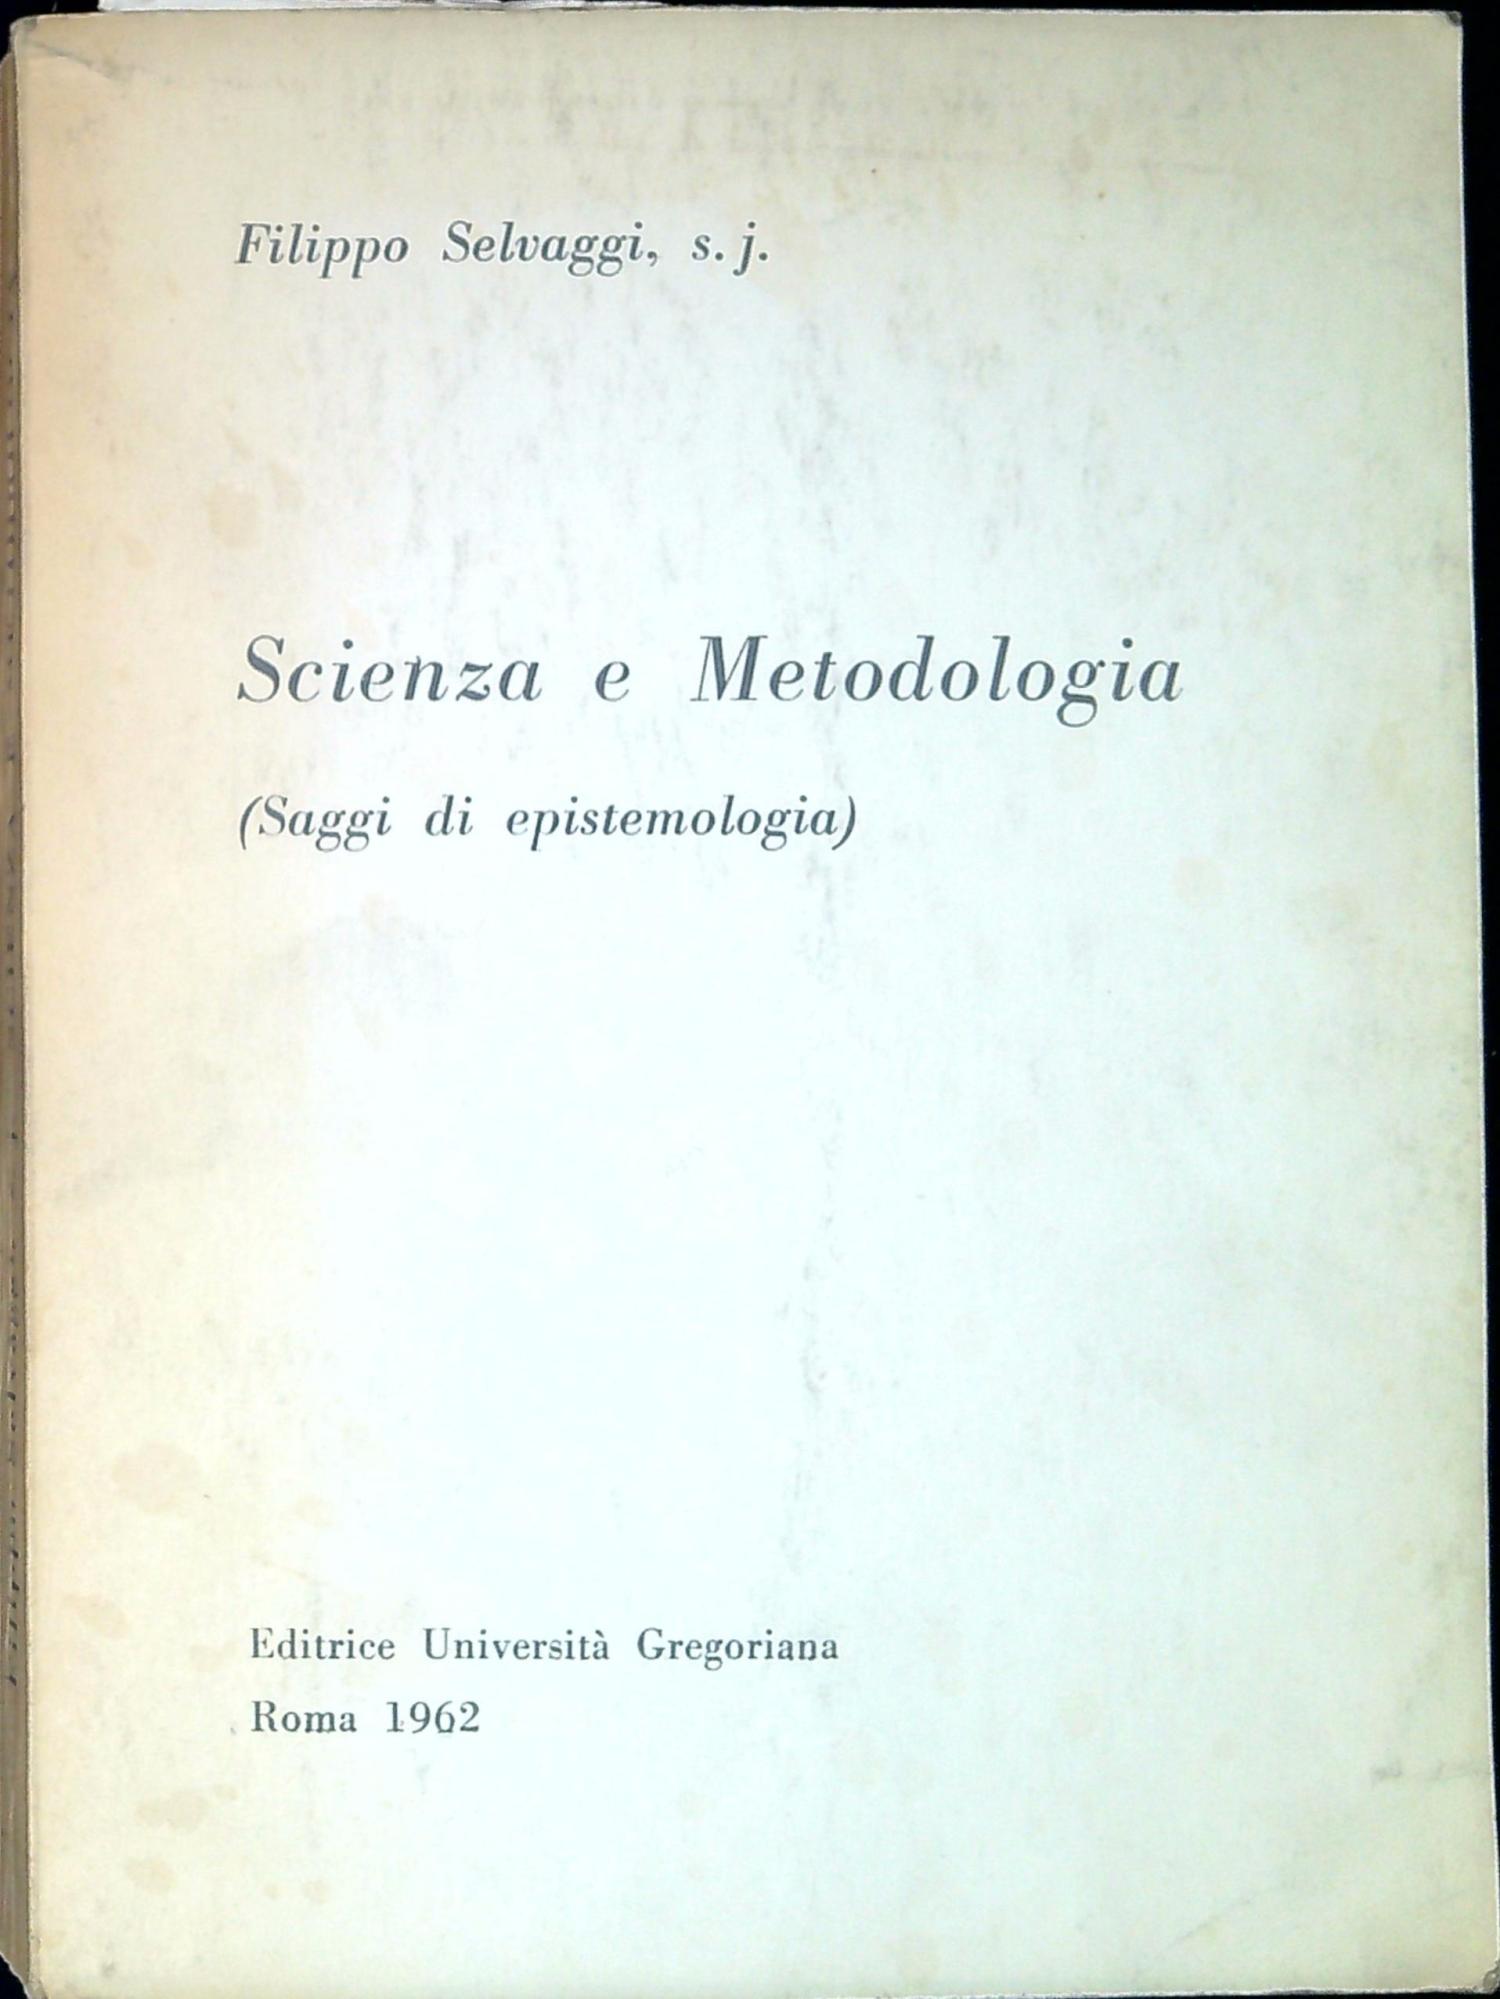 Filippo Selvaggi, s. j.
Scienza e Metodologia
(Saggi di epistemologia)
Editrice Università Gregoriana
Roma 1962